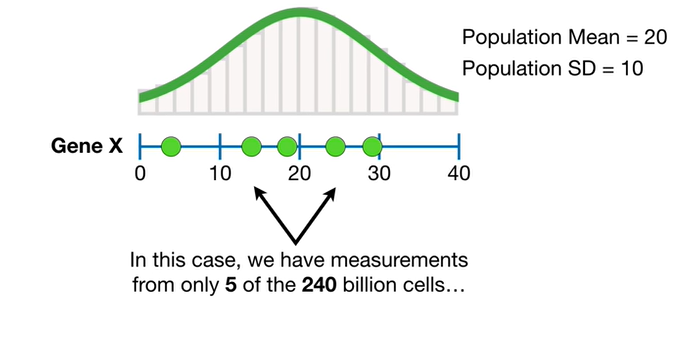 Population Mean = 20
Population SD = 10
Gene X
0 10 20 30 40
In this case, we have measurements
from only 5 of the 240 billion cells…